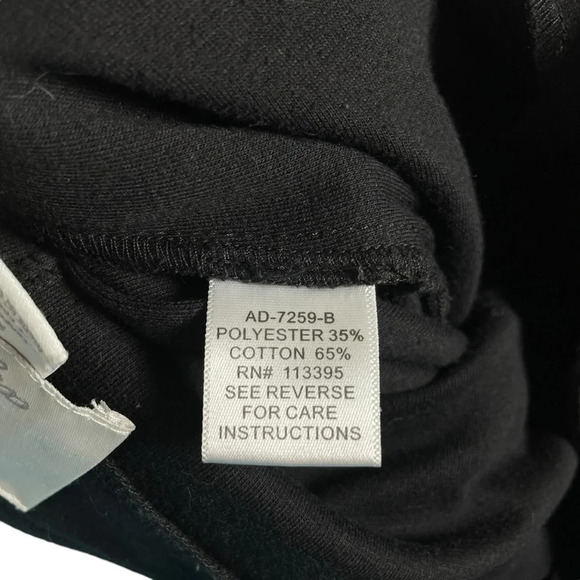 AD-7259-B
POLYESTER 35%
COTTON 65%
RN# 113395
SEE REVERSE
FOR CARE
INSTRUCTIONS